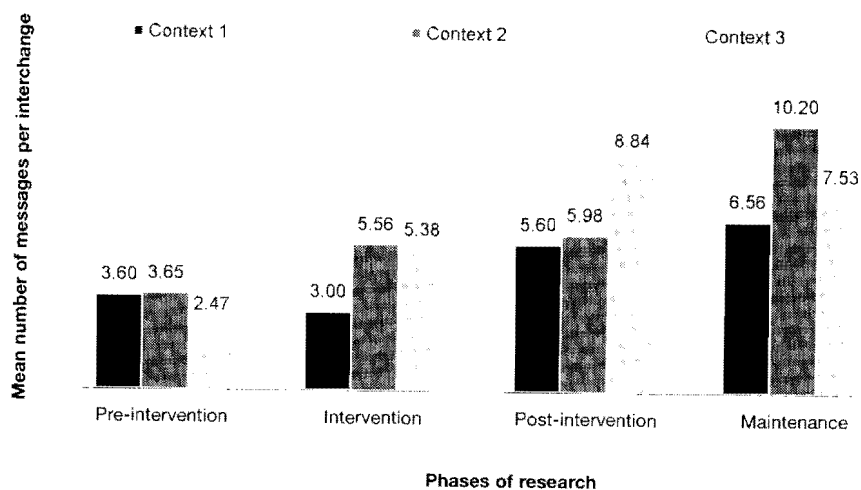 Context 1
Context 2
Context 3
Mean number of messages per interchange
10.20
8.84
7.53
6.56
5.56
5.38
5.60
5.98
3.60
3.65
3.00
2.47
Pre-intervention
Intervention
Post-intervention
Maintenance
Phases of research